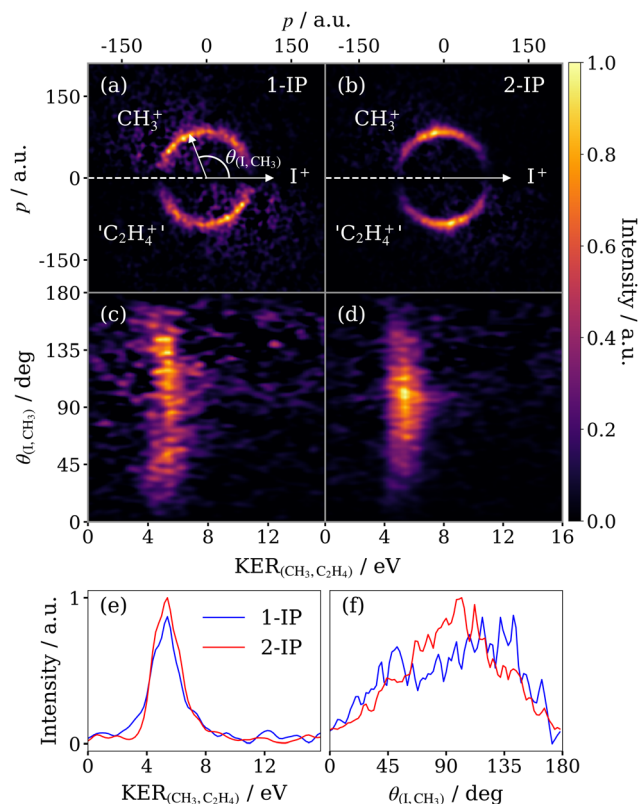 p / a.u.
-150 0 150
-150 0 150
(a) 1-IP
(b) 2-IP
CH₃⁺
θ(I,CH₃)
I⁺
'C₂H₄⁺'
CH₃⁺
I⁺
'C₂H₄⁺'
p / a.u.
150
0
-150
1.0
0.8
0.6
0.4
0.2
0.0
Intensity / a.u.
(c)
(d)
180
135
90
45
0
θ(I,CH₃) / deg
0 4 8 12
0 4 8 12 16
KER(CH₃,C₂H₄) / eV
(e)
1-IP
2-IP
(f)
1
0
Intensity / a.u.
0 4 8 12
0 45 90 135 180
KER(CH₃,C₂H₄) / eV
θ(I,CH₃) / deg